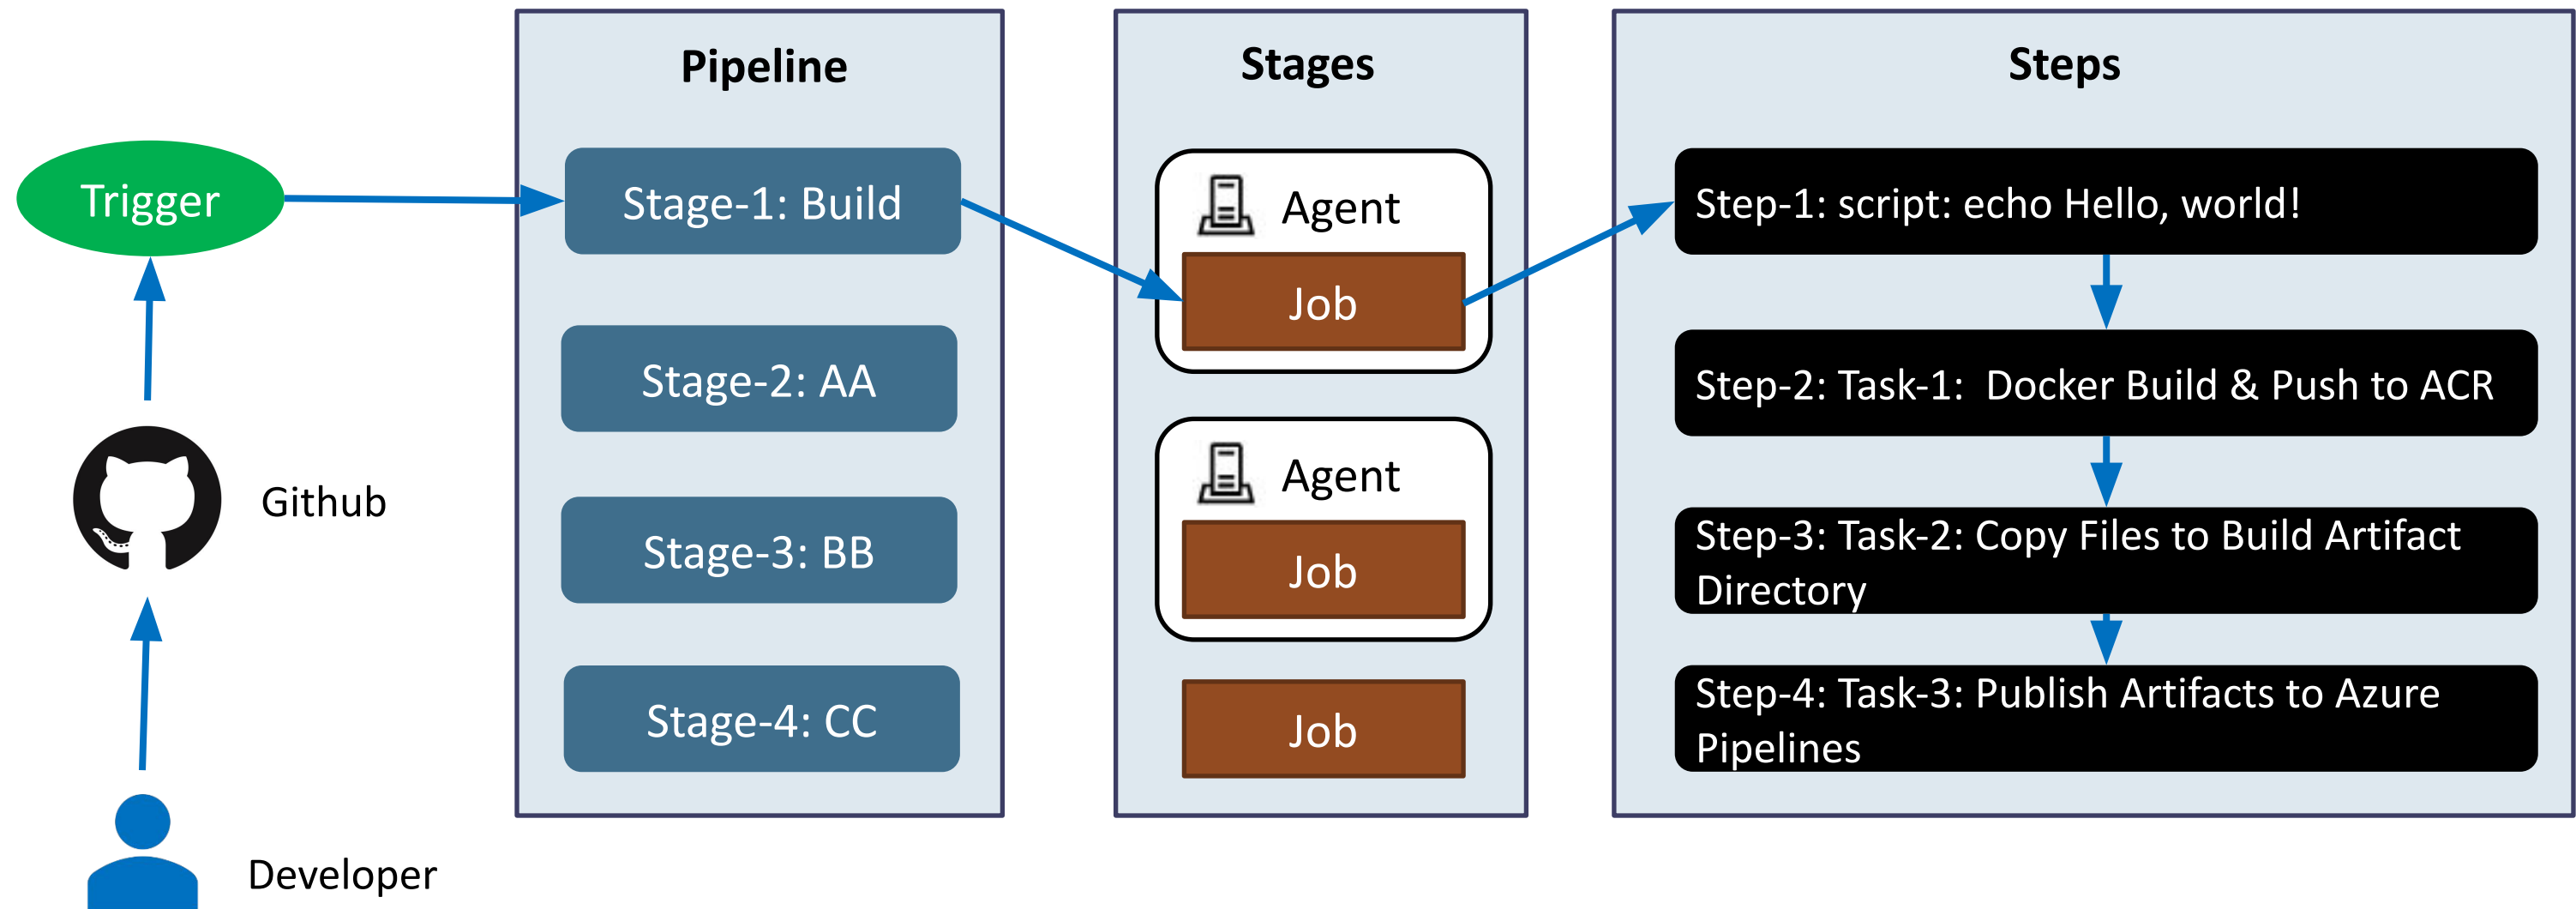 Trigger
Github
Developer
Pipeline
Stage-1: Build
Stage-2: AA
Stage-3: BB
Stage-4: CC
Stages
Agent
Job
Agent
Job
Job
Steps
Step-1: script: echo Hello, world!
Step-2: Task-1:  Docker Build & Push to ACR
Step-3: Task-2: Copy Files to Build Artifact
Directory
Step-4: Task-3: Publish Artifacts to Azure
Pipelines